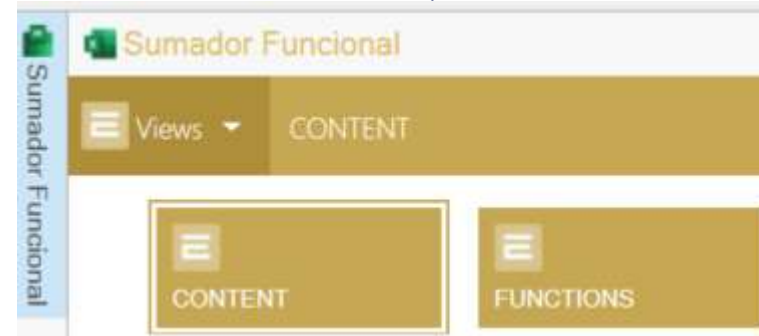 Sumador Funcional
Sumador Funcional
Views CONTENT
CONTENT
FUNCTIONS